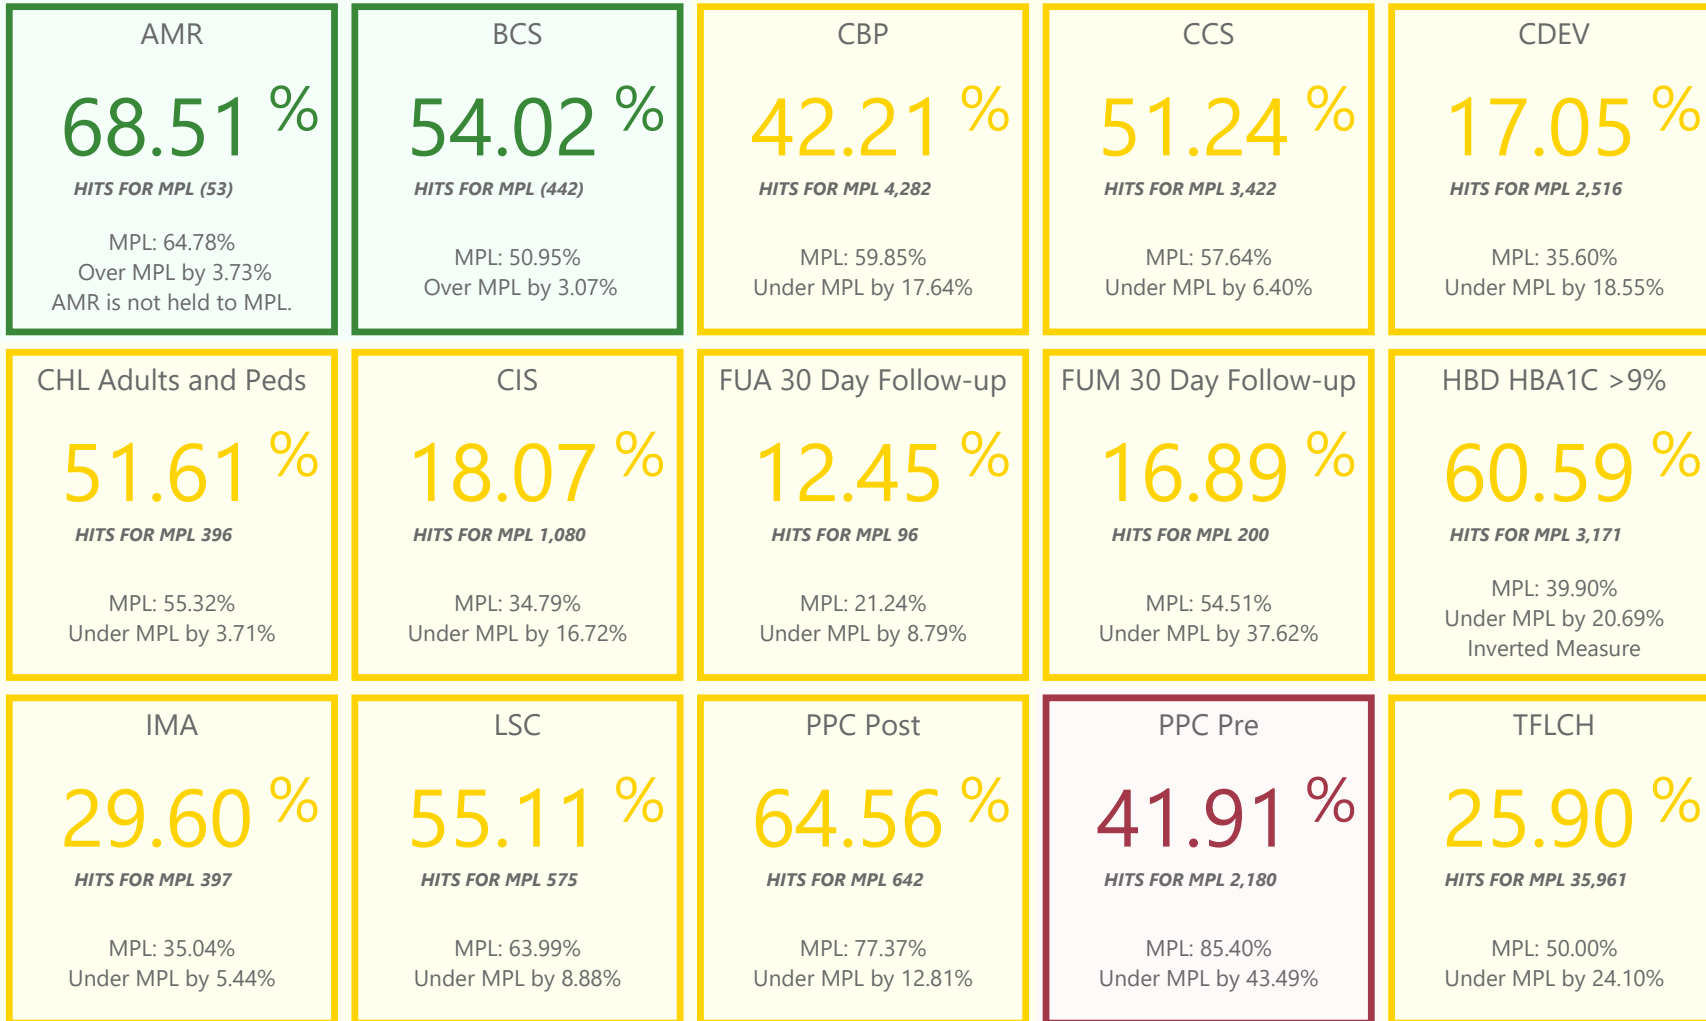 AMR
68.51 %
HITS FOR MPL (53)
MPL: 64.78%
Over MPL by 3.73%
AMR is not held to MPL.
BCS
54.02 %
HITS FOR MPL (442)
MPL: 50.95%
Over MPL by 3.07%
CBP
42.21 %
HITS FOR MPL 4,282
MPL: 59.85%
Under MPL by 17.64%
CCS
51.24 %
HITS FOR MPL 3,422
MPL: 57.64%
Under MPL by 6.40%
CDEV
17.05 %
HITS FOR MPL 2,516
MPL: 35.60%
Under MPL by 18.55%
CHL Adults and Peds
51.61 %
HITS FOR MPL 396
MPL: 55.32%
Under MPL by 3.71%
CIS
18.07 %
HITS FOR MPL 1,080
MPL: 34.79%
Under MPL by 16.72%
FUA 30 Day Follow-up
12.45 %
HITS FOR MPL 96
MPL: 21.24%
Under MPL by 8.79%
FUM 30 Day Follow-up
16.89 %
HITS FOR MPL 200
MPL: 54.51%
Under MPL by 37.62%
HBD HBA1C >9%
60.59 %
HITS FOR MPL 3,171
MPL: 39.90%
Under MPL by 20.69%
Inverted Measure
IMA
29.60 %
HITS FOR MPL 397
MPL: 35.04%
Under MPL by 5.44%
LSC
55.11 %
HITS FOR MPL 575
MPL: 63.99%
Under MPL by 8.88%
PPC Post
64.56 %
HITS FOR MPL 642
MPL: 77.37%
Under MPL by 12.81%
PPC Pre
41.91 %
HITS FOR MPL 2,180
MPL: 85.40%
Under MPL by 43.49%
TFLCH
25.90 %
HITS FOR MPL 35,961
MPL: 50.00%
Under MPL by 24.10%